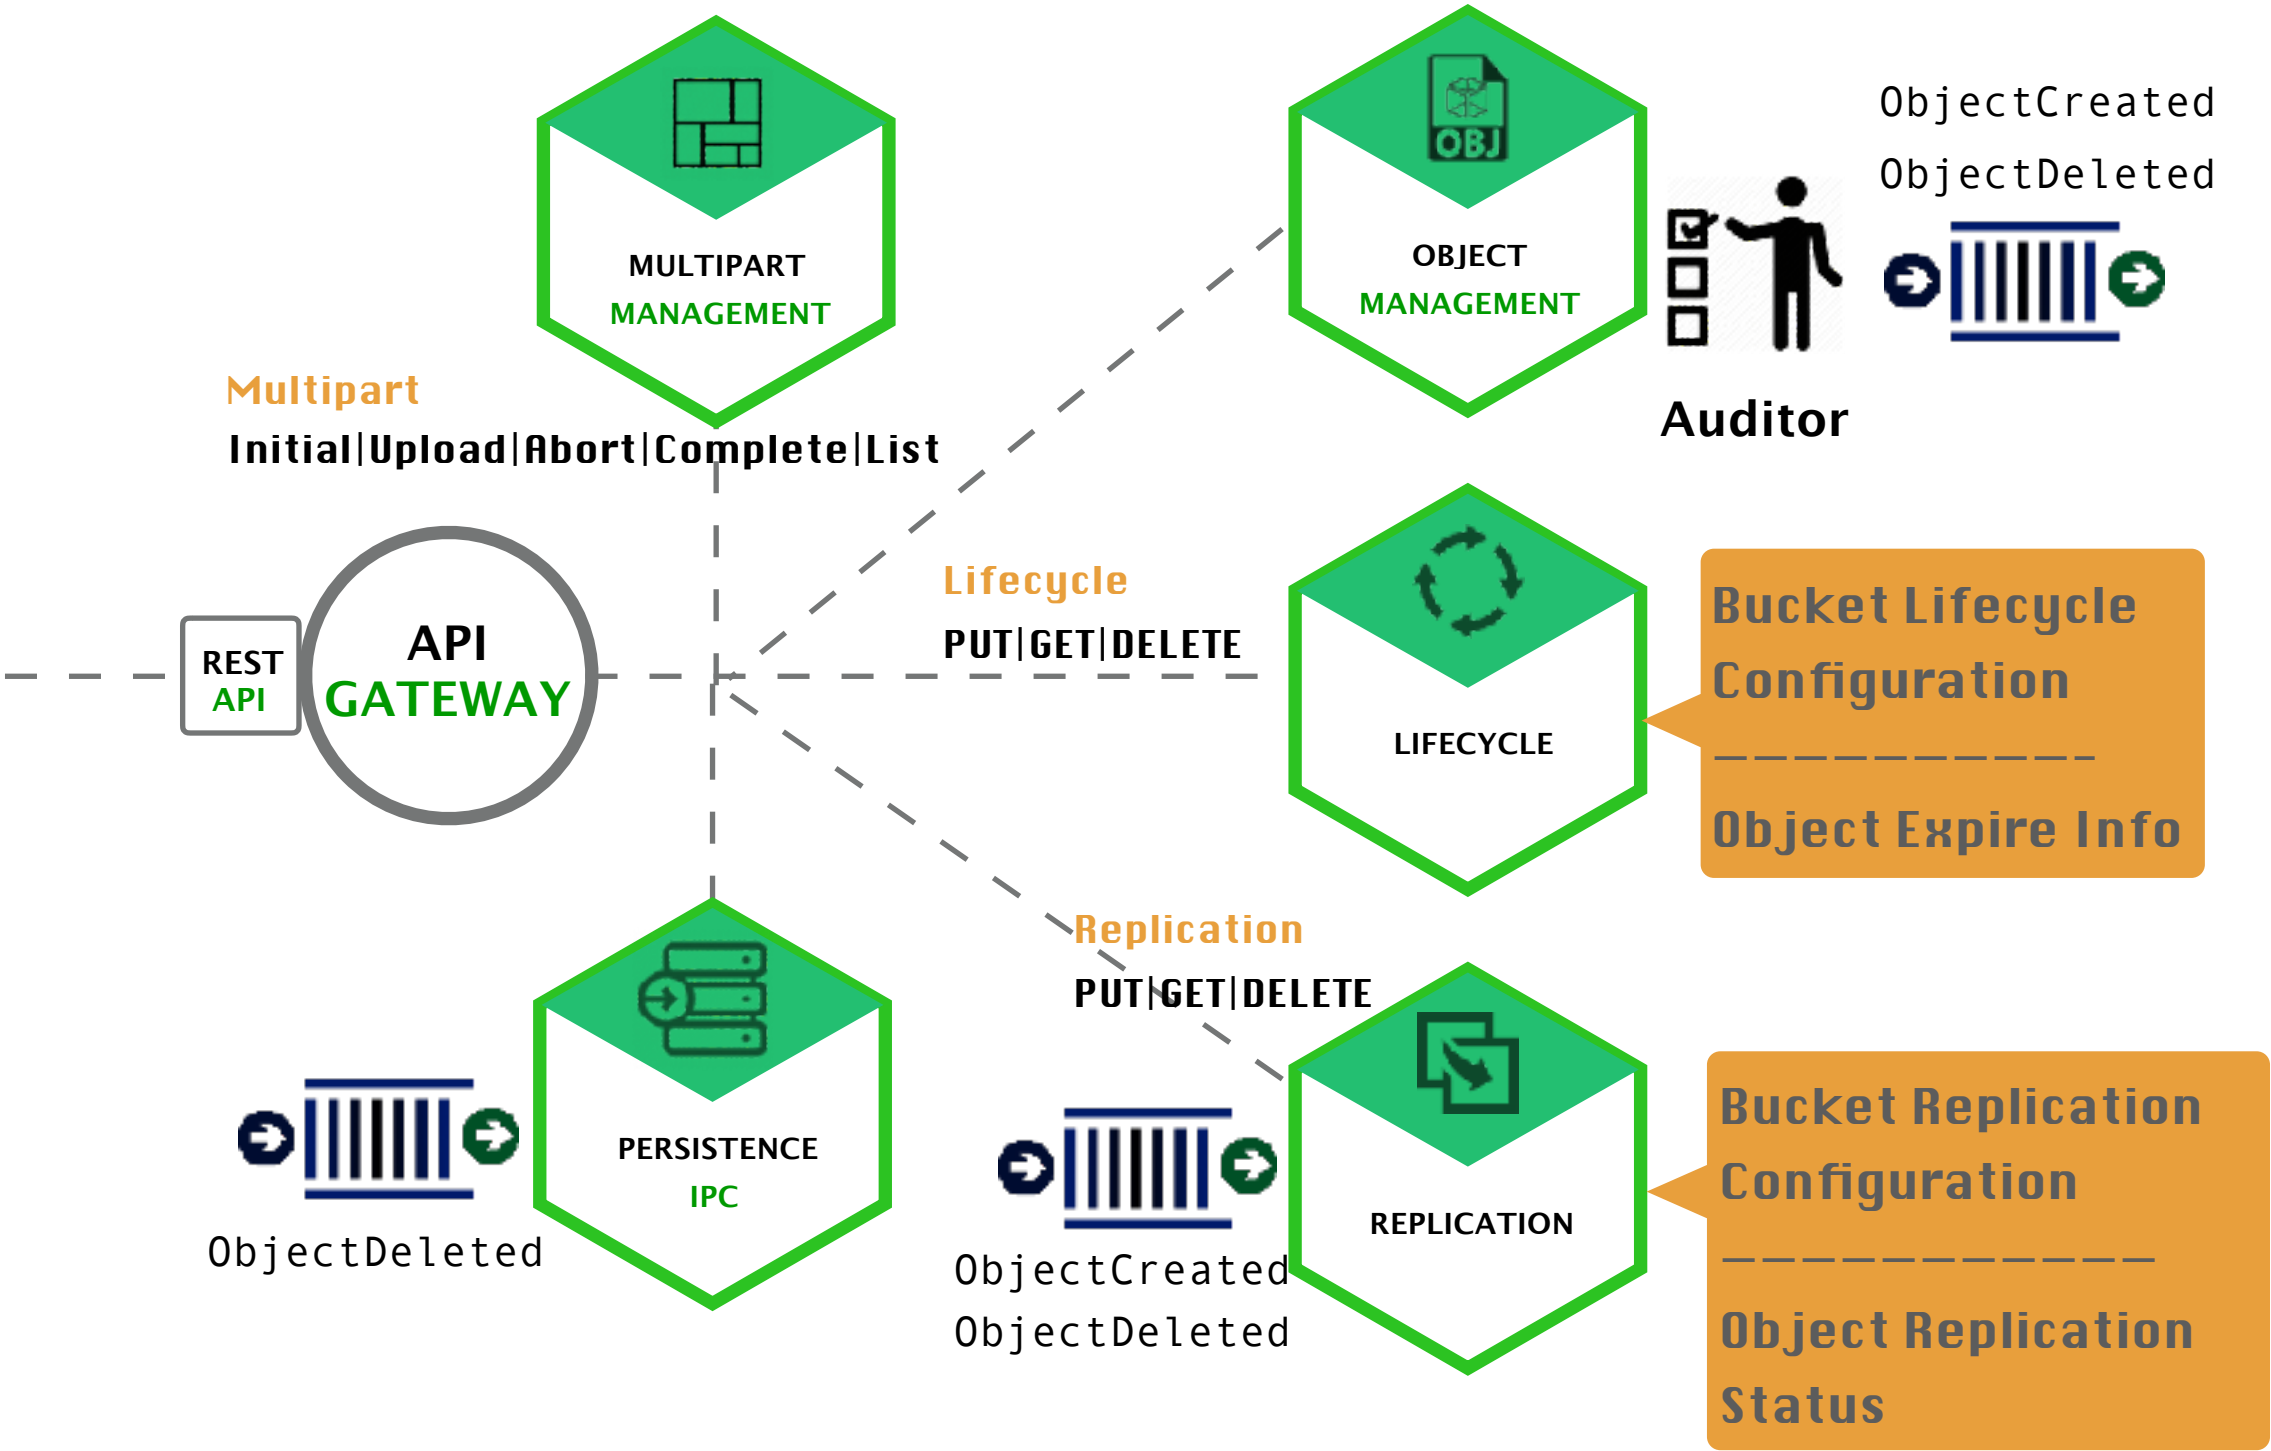 MULTIPART
MANAGEMENT
OBJ
OBJECT
MANAGEMENT
ObjectCreated
ObjectDeleted
Auditor
Multipart
Initial|Upload|Abort|Complete|List
REST
API
API
GATEWAY
Lifecycle
PUT|GET|DELETE
LIFECYCLE
Bucket Lifecycle
Configuration
-----------
Object Expire Info
Replication
PUT|GET|DELETE
PERSISTENCE
IPC
ObjectDeleted
ObjectCreated
ObjectDeleted
REPLICATION
Bucket Replication
Configuration
------------
Object Replication
Status